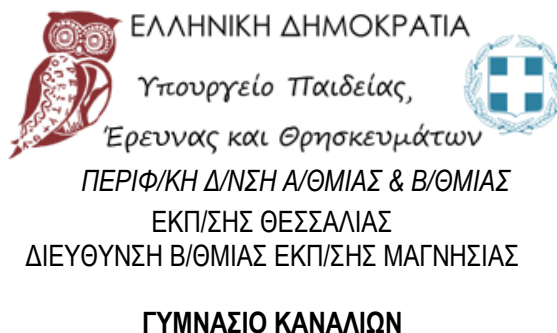 ΕΛΛΗΝΙΚΗ ΔΗΜΟΚΡΑΤΙΑ
Υπουργείο Παιδείας,
Έρευνας και Θρησκευμάτων
ΠΕΡΙΦ/ΚΗ Δ/ΝΣΗ Α/ΘΜΙΑΣ & Β/ΘΜΙΑΣ
ΕΚΠ/ΣΗΣ ΘΕΣΣΑΛΙΑΣ
ΔΙΕΥΘΥΝΣΗ Β/ΘΜΙΑΣ ΕΚΠ/ΣΗΣ ΜΑΓΝΗΣΙΑΣ
ΓΥΜΝΑΣΙΟ ΚΑΝΑΛΙΩΝ